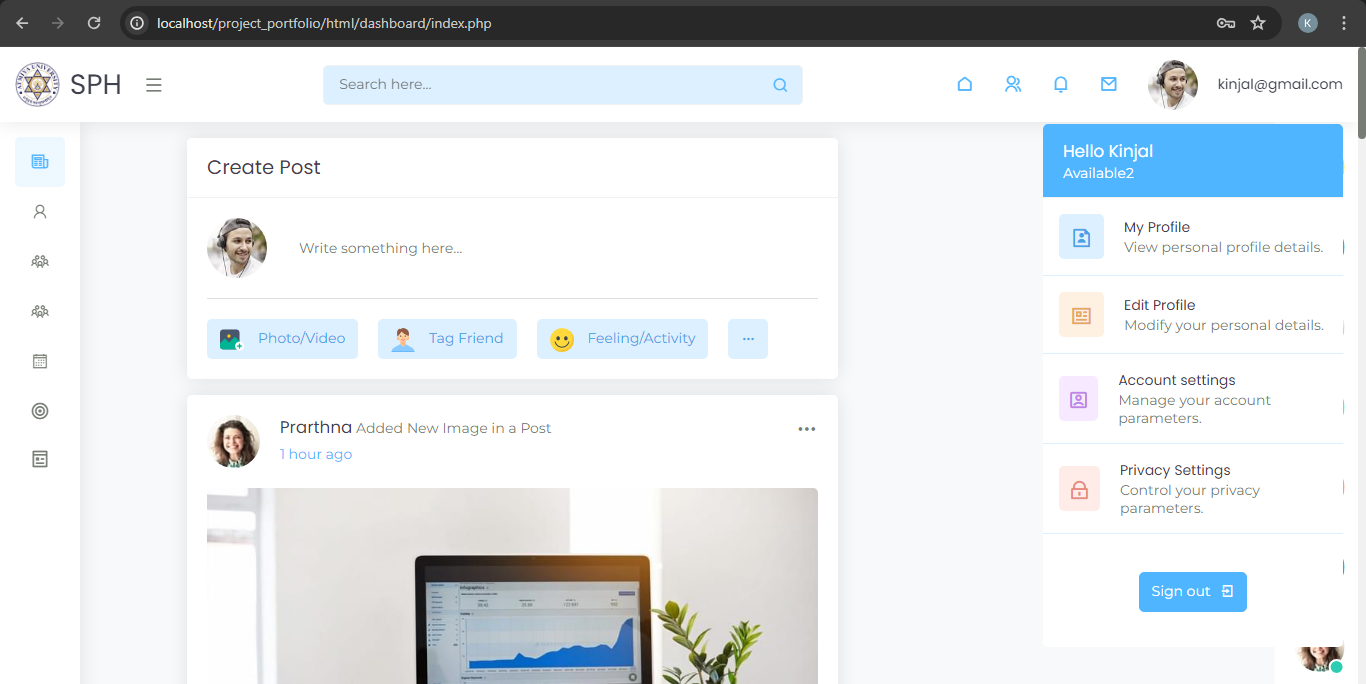 localhost/project_portfolio/html/dashboard/index.php
K
SPH
Search here...
kinjal@gmail.com
Create Post
Write something here...
Photo/Video
Tag Friend
Feeling/Activity
Prarthna Added New Image in a Post
1 hour ago
Hello Kinjal
Available2
My Profile
View personal profile details.
Edit Profile
Modify your personal details.
Account settings
Manage your account
parameters.
Privacy Settings
Control your privacy
parameters.
Sign out